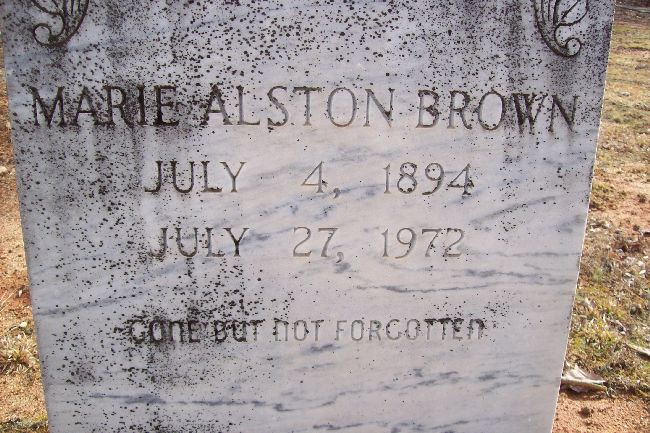 MARIE ALSTON BROWN
JULY 4, 1894
JULY 27, 1972
GONE BUT NOT FORGOTTEN